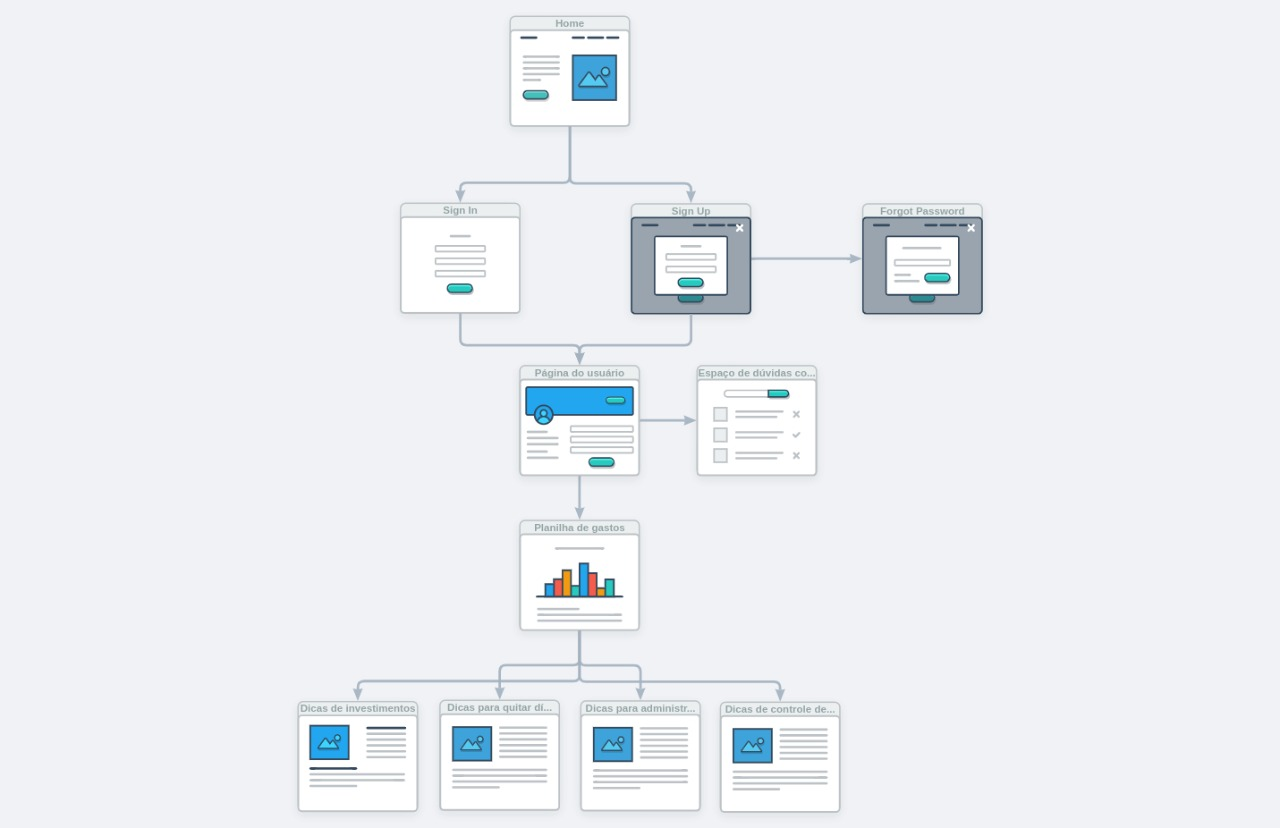 Home
Sign In
Sign Up
Forgot Password
Página do usuário
Espaço de dúvidas co...
Planilha de gastos
Dicas de investimentos
Dicas para quitar dí...
Dicas para administr...
Dicas de controle de...